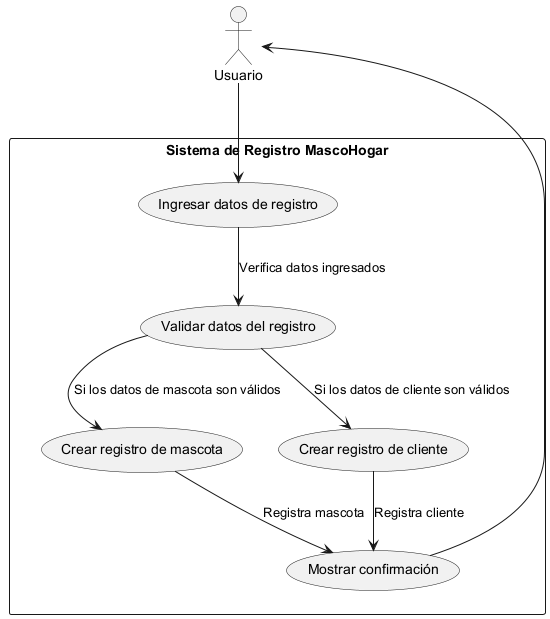 Usuario
Sistema de Registro MascoHogar
Ingresar datos de registro
Verifica datos ingresados
Validar datos del registro
Si los datos de mascota son válidos
Si los datos de cliente son válidos
Crear registro de mascota
Crear registro de cliente
Registra mascota
Registra cliente
Mostrar confirmación